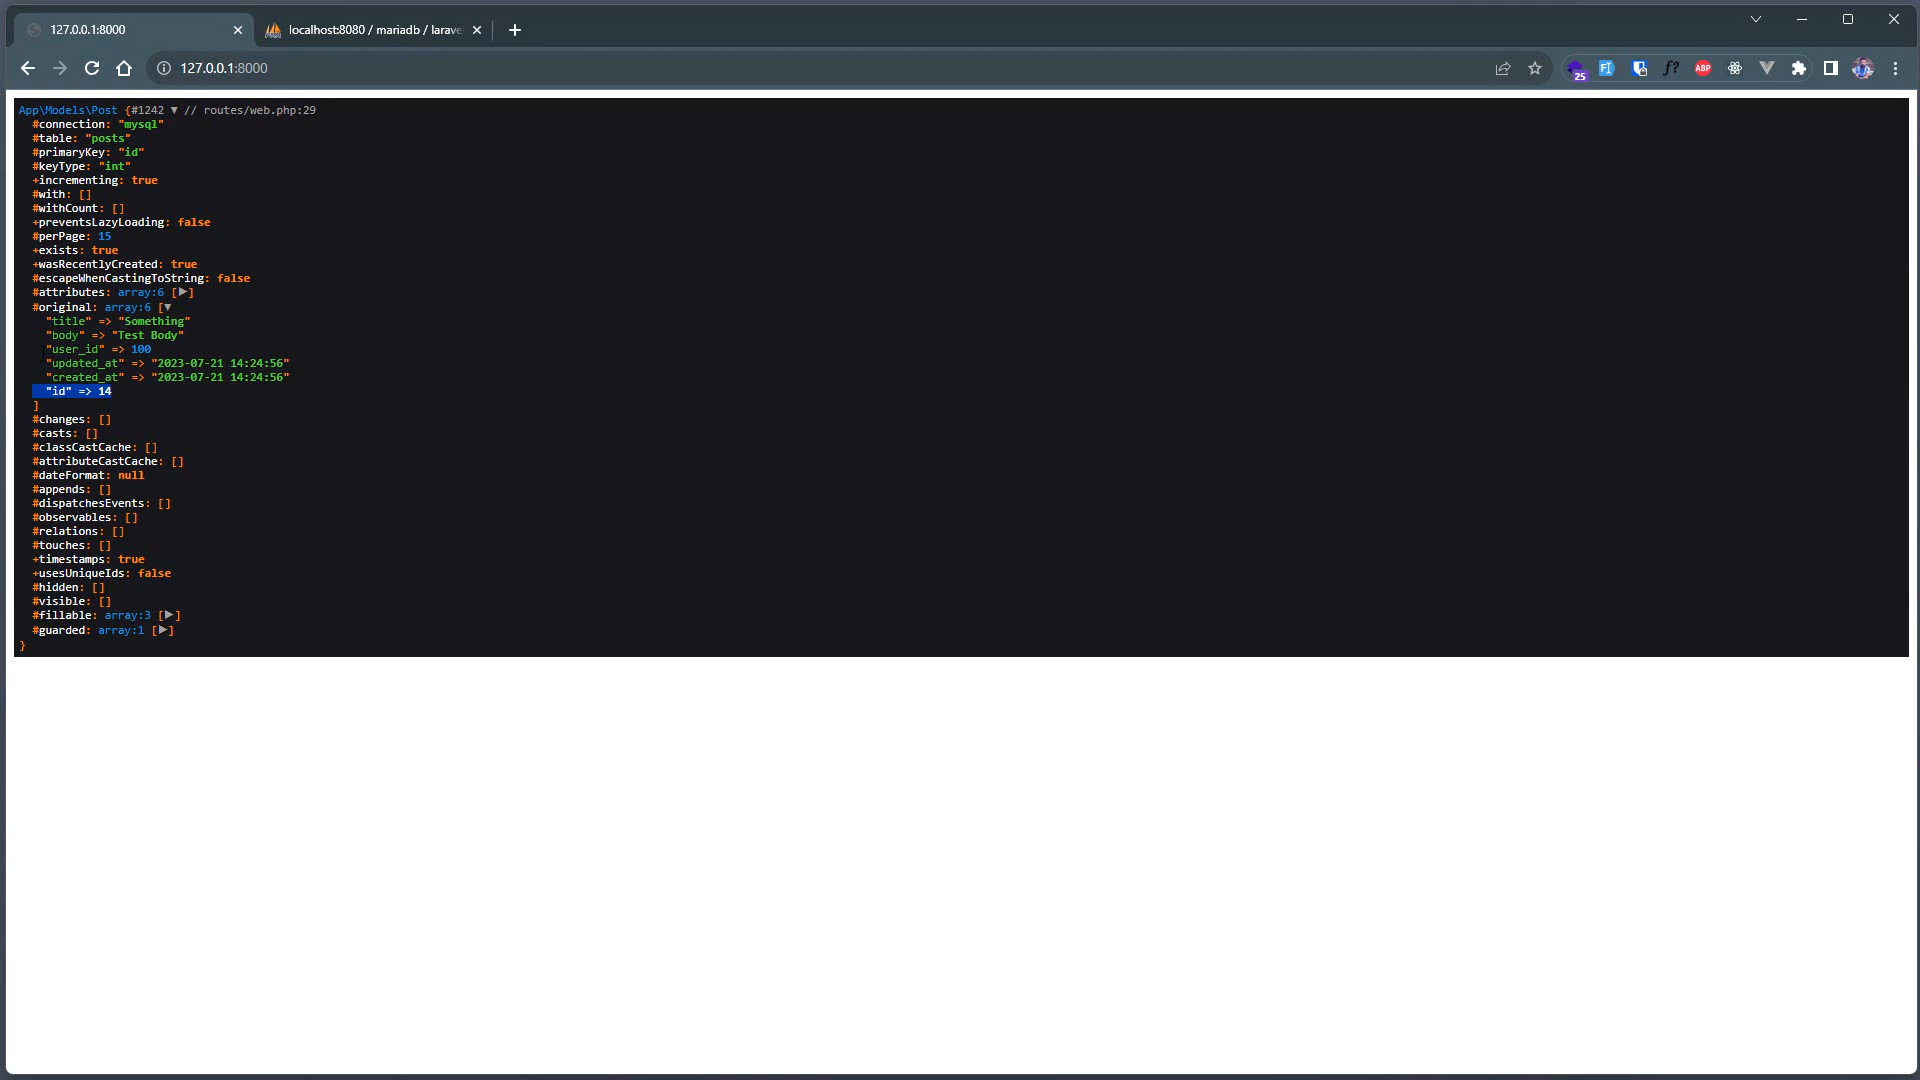 127.0.0.1:8000
localhost:8080 / mariadb / larave
127.0.0.1:8000
25
FI
f?
ABP
App\Models\Post {#1242 ▼ // routes/web.php:29
#connection: "mysql"
#table: "posts"
#primaryKey: "id"
#keyType: "int"
+incrementing: true
#with: []
#withCount: []
+preventsLazyLoading: false
#perPage: 15
+exists: true
+wasRecentlyCreated: true
#escapeWhenCastingToString: false
#attributes: array:6 [▶]
#original: array:6 [▼
"title" => "Something"
"body" => "Test Body"
"user_id" => 100
"updated_at" => "2023-07-21 14:24:56"
"created_at" => "2023-07-21 14:24:56"
"id" => 14
]
#changes: []
#casts: []
#classCastCache: []
#attributeCastCache: []
#dateFormat: null
#appends: []
#dispatchesEvents: []
#observables: []
#relations: []
#touches: []
+timestamps: true
+usesUniqueIds: false
#hidden: []
#visible: []
#fillable: array:3 [▶]
#guarded: array:1 [▶]
}